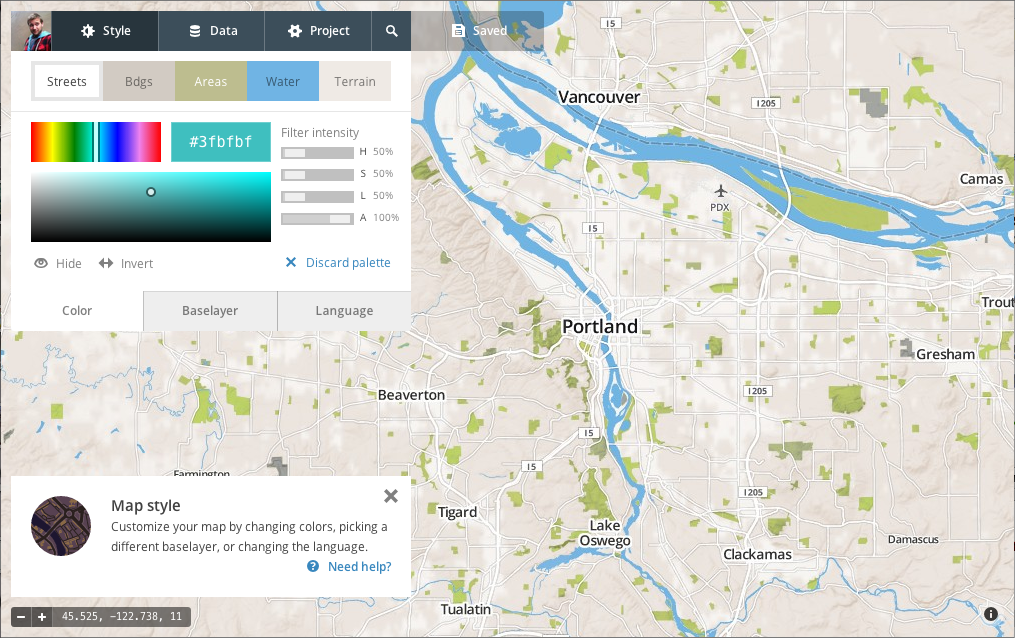 Style
Data
Project
Saved
Streets
Bdgs
Areas
Water
Terrain
#3fbfbf
Filter intensity
H 50%
S 50%
L 50%
A 100%
Hide
Invert
Discard palette
Color
Baselayer
Language
Map style
Customize your map by changing colors, picking a
different baselayer, or changing the language.
Need help?
45.525, −122.738, 11
I5
Vancouver
I205
Camas
PDX
I5
Trout
Portland
Gresham
Beaverton
I205
I5
I5
Farmington
I205
Tigard
Lake
Oswego
Damascus
Clackamas
Tualatin